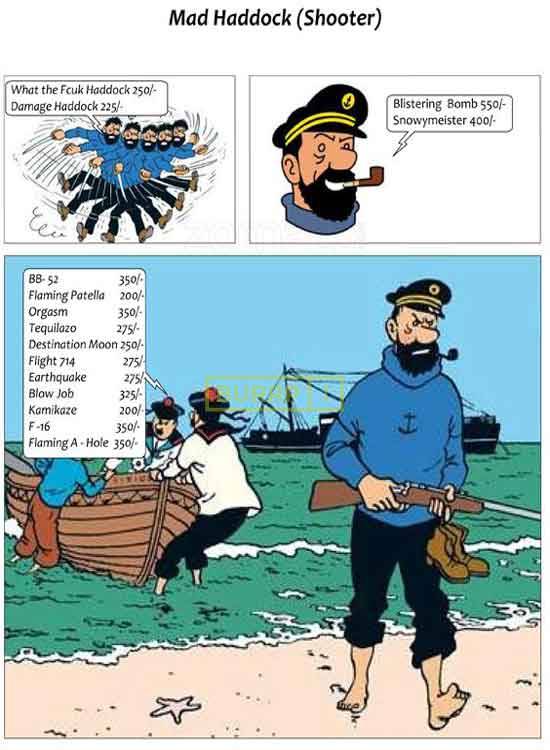 Mad Haddock (Shooter)
What the Fcuk Haddock 250/-
Damage Haddock 225/-
Blistering Bomb 550/-
Snowymeister 400/-
BB- 52 350/-
Flaming Patella 200/-
Orgasm 350/-
Tequilazo 275/-
Destination Moon 250/-
Flight 714 275/-
Earthquake 275/-
Blow Job 325/-
Kamikaze 200/-
F -16 350/-
Flaming A - Hole 350/-
BURRP !